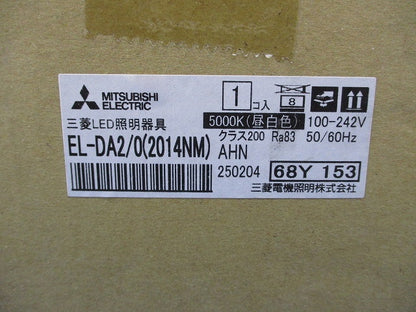 MITSUBISHI
ELECTRIC
1コ入
8
三菱LED照明器具
5000K(昼白色) 100-242V
クラス200 Ra83 50/60Hz
EL-DA2/0(2014NM) AHN
250204
68Y 153
三菱電機照明株式会社